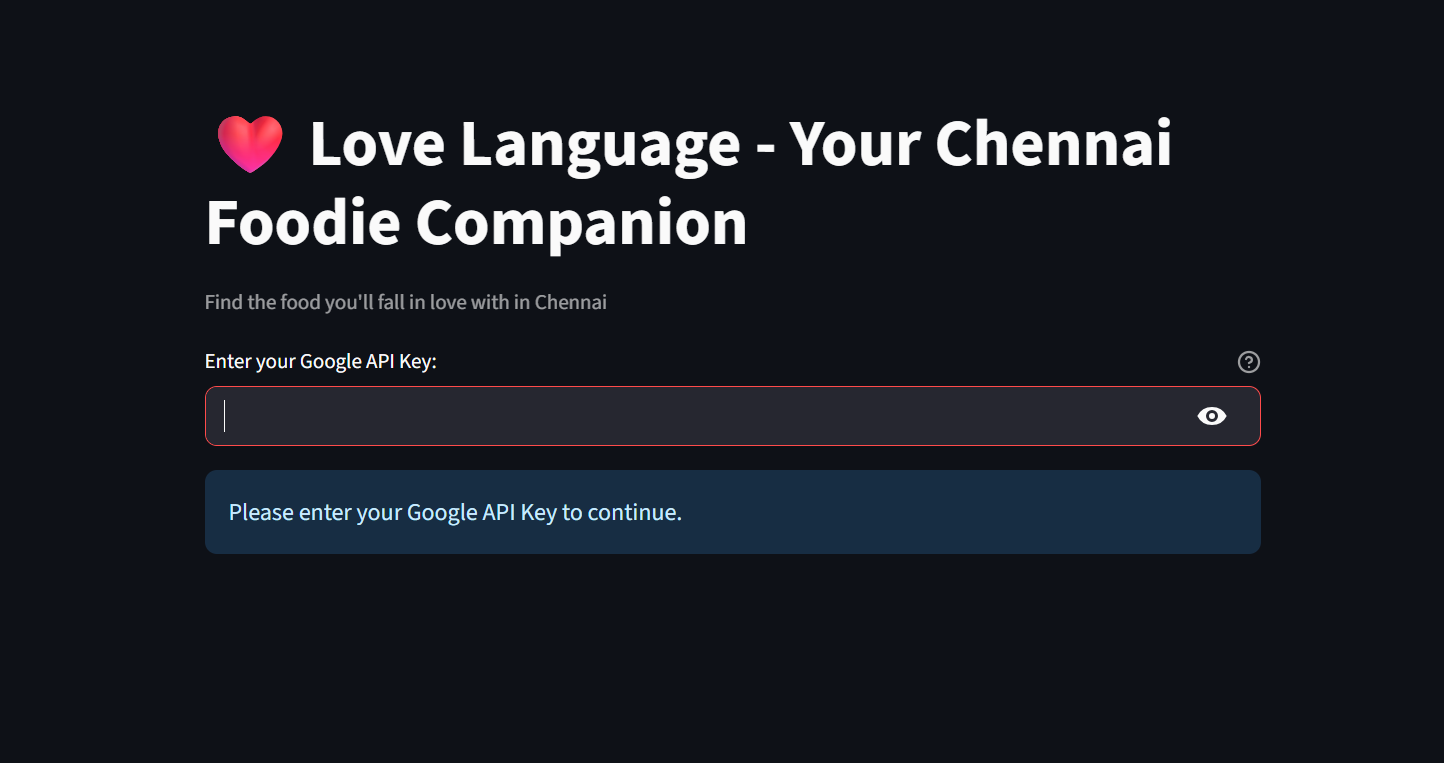 Love Language - Your Chennai
Foodie Companion
Find the food you'll fall in love with in Chennai
Enter your Google API Key:
Please enter your Google API Key to continue.